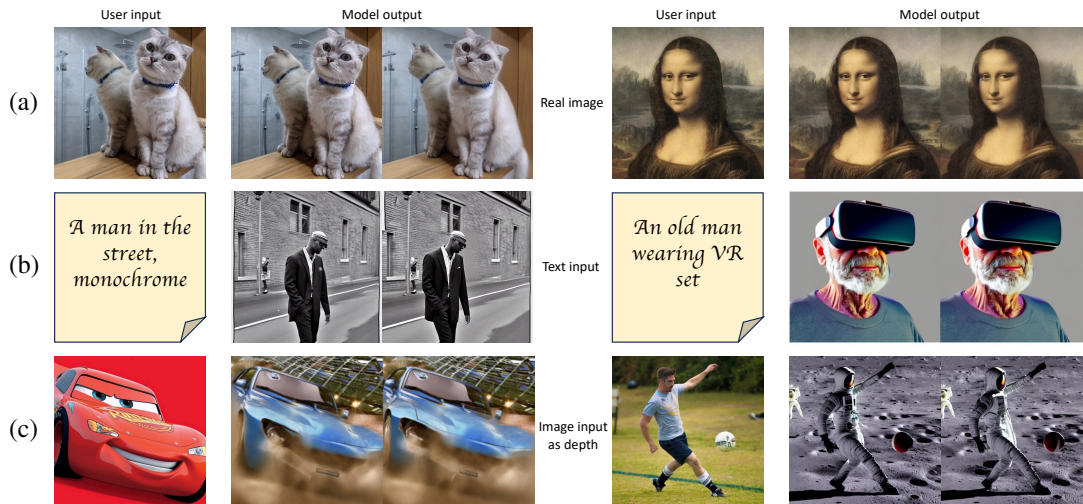 User input
Model output
User input
Model output
(a)
Real image
(b)
A man in the
street,
monochrome
Text input
An old man
wearing VR
set
(c)
Image input
as depth